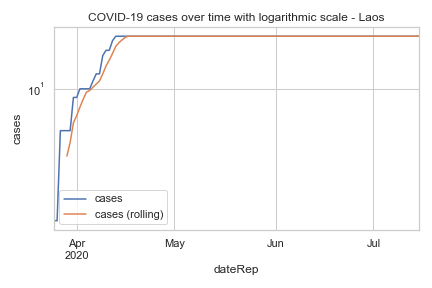 COVID-19 cases over time with logarithmic scale - Laos
10¹
cases
cases
cases (rolling)
Apr
2020
May
Jun
Jul
dateRep